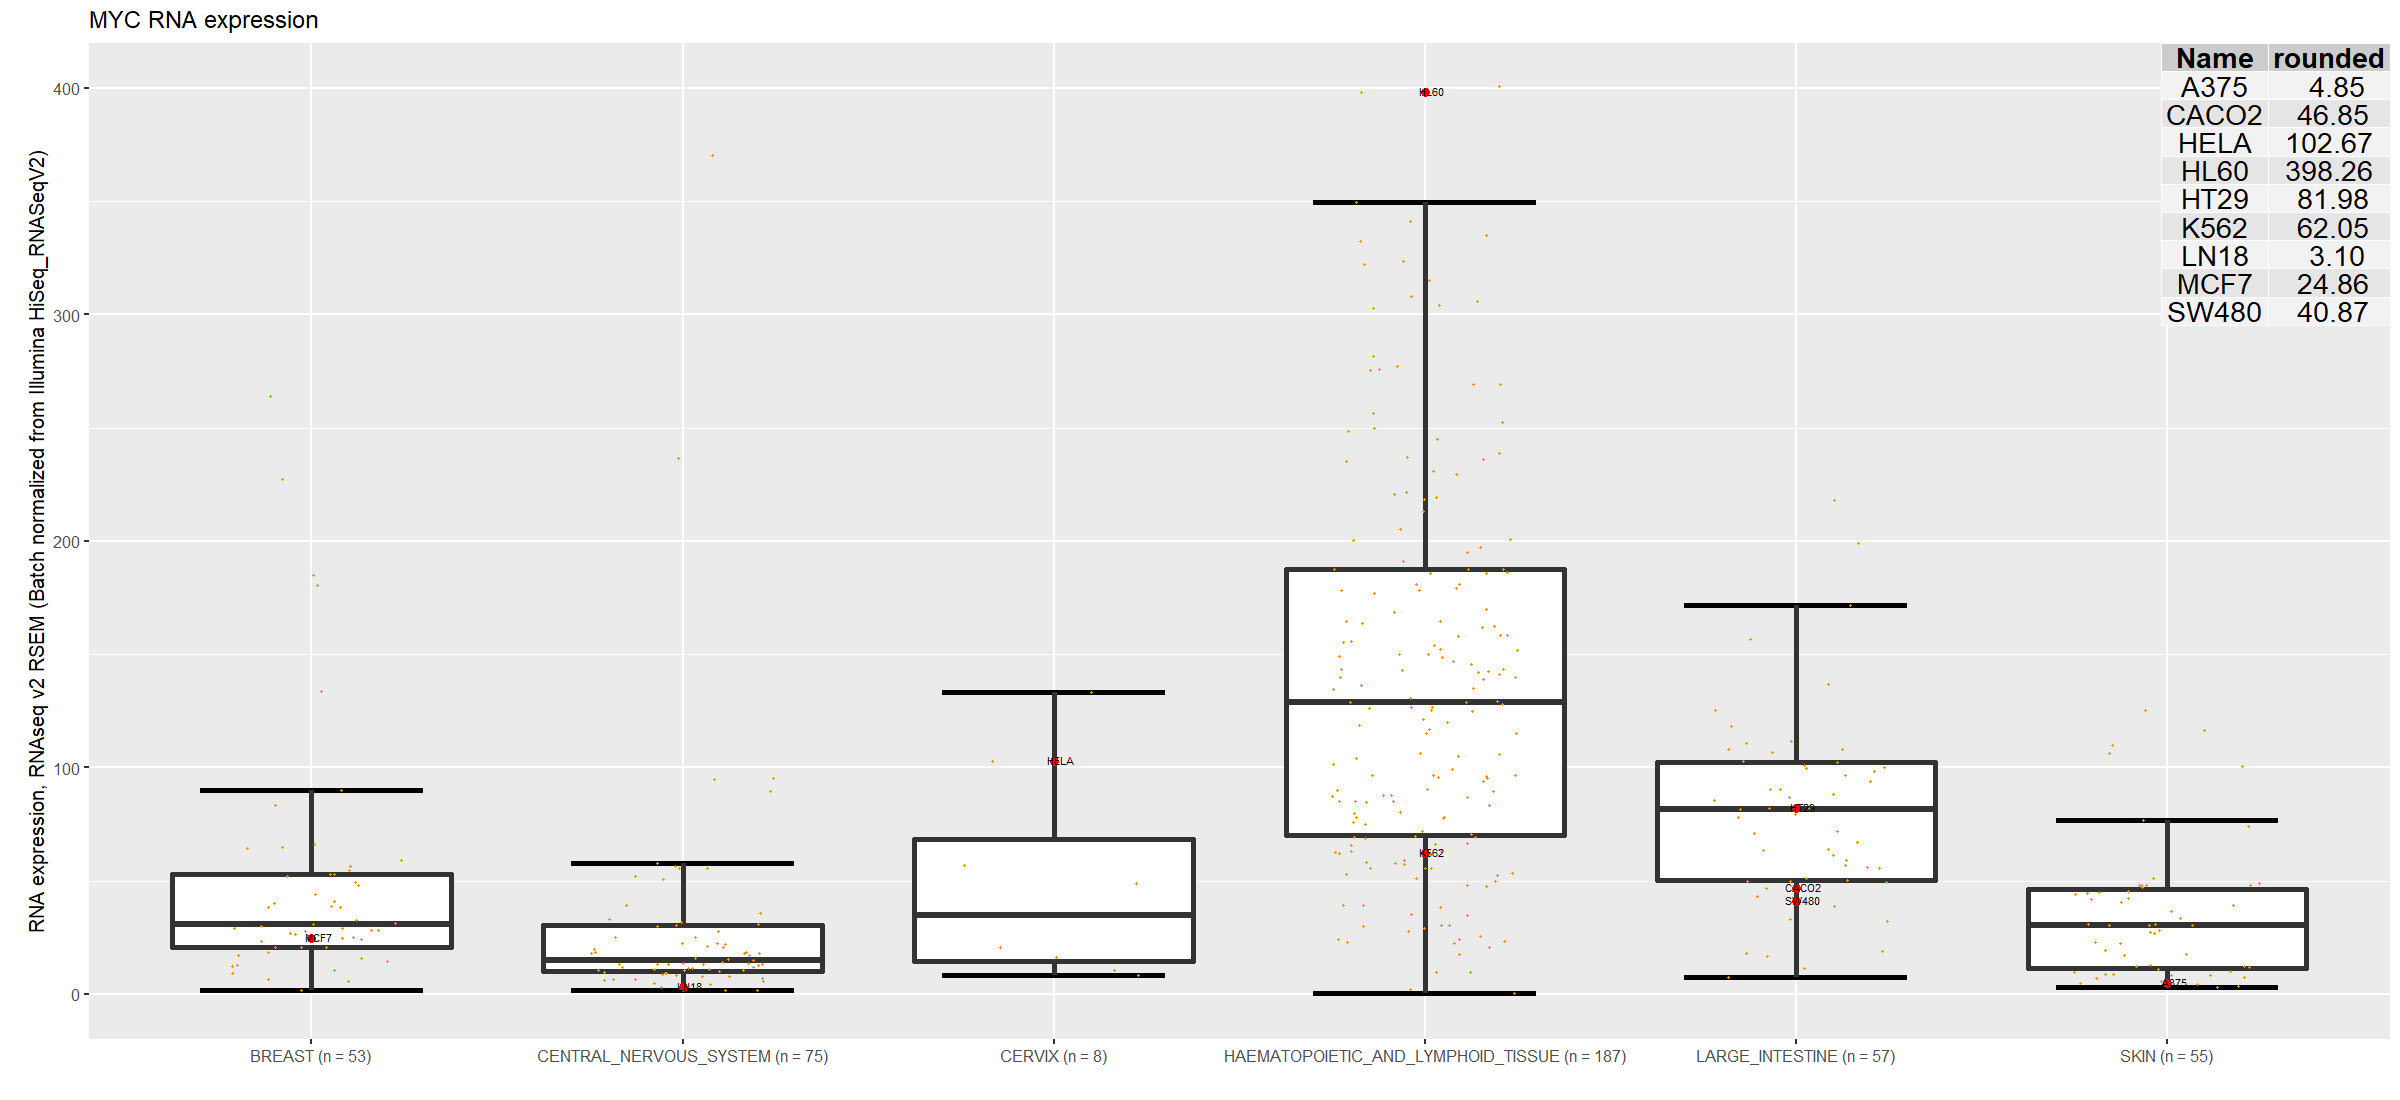 MYC RNA expression
RNA expression, RNAseq v2 RSEM (Batch normalized from Illumina HiSeq_RNASeqV2)
400
300
200
100
0
Name rounded
A375 4.85
CACO2 46.85
HELA 102.67
HL60 398.26
HT29 81.98
K562 62.05
LN18 3.10
MCF7 24.86
SW480 40.87
HL60
HELA
HT29
K562
CACO2
SW480
MCF7
LN18
A375
BREAST (n = 53)
CENTRAL_NERVOUS_SYSTEM (n = 75)
CERVIX (n = 8)
HAEMATOPOIETIC_AND_LYMPHOID_TISSUE (n = 187)
LARGE_INTESTINE (n = 57)
SKIN (n = 55)